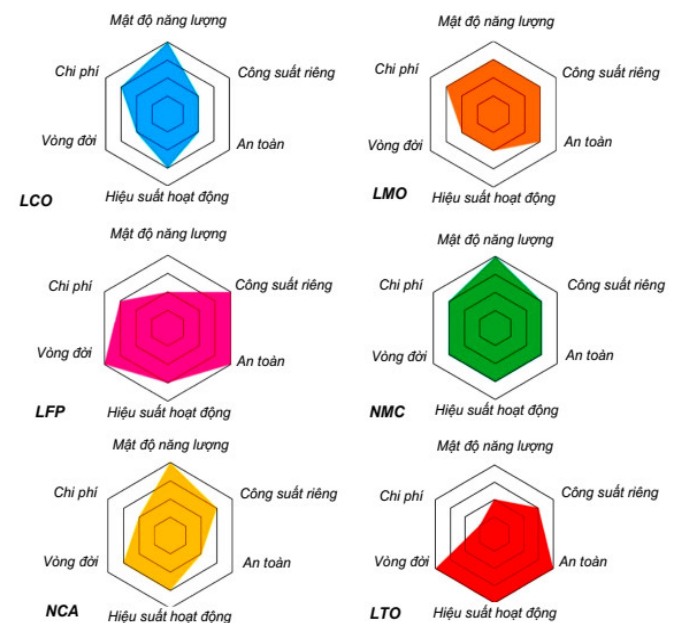 Mật độ năng lượng
Chi phí
Công suất riêng
Vòng đời
An toàn
Hiệu suất hoạt động
LCO
Mật độ năng lượng
Chi phí
Công suất riêng
Vòng đời
An toàn
Hiệu suất hoạt động
LMO
Mật độ năng lượng
Chi phí
Công suất riêng
Vòng đời
An toàn
Hiệu suất hoạt động
LFP
Mật độ năng lượng
Chi phí
Công suất riêng
Vòng đời
An toàn
Hiệu suất hoạt động
NMC
Mật độ năng lượng
Chi phí
Công suất riêng
Vòng đời
An toàn
Hiệu suất hoạt động
NCA
Mật độ năng lượng
Chi phí
Công suất riêng
Vòng đời
An toàn
Hiệu suất hoạt động
LTO